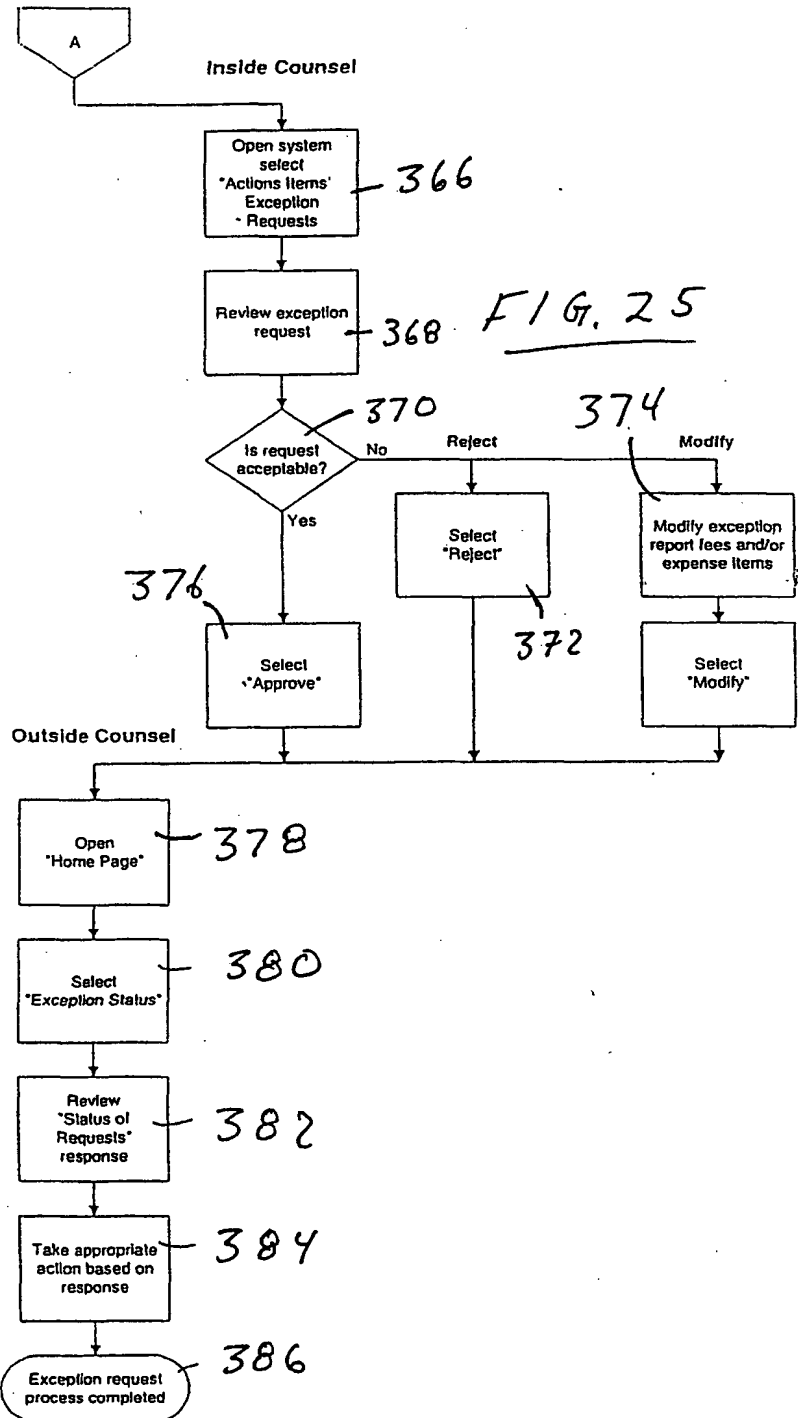 A
Inside Counsel
Open system
select
"Actions Items'
Exception
Requests
366
Review exception
request
368
FIG. 25
370
374
Is request
acceptable?
No
Reject
Modify
Yes
Select
"Reject"
372
Modify exception
report fees and/or
expense items
376
Select
"Approve"
Select
"Modify"
Outside Counsel
Open
"Home Page"
378
Select
"Exception Status"
380
Review
"Status of
Requests"
response
382
Take appropriate
action based on
response
384
Exception request
process completed
386